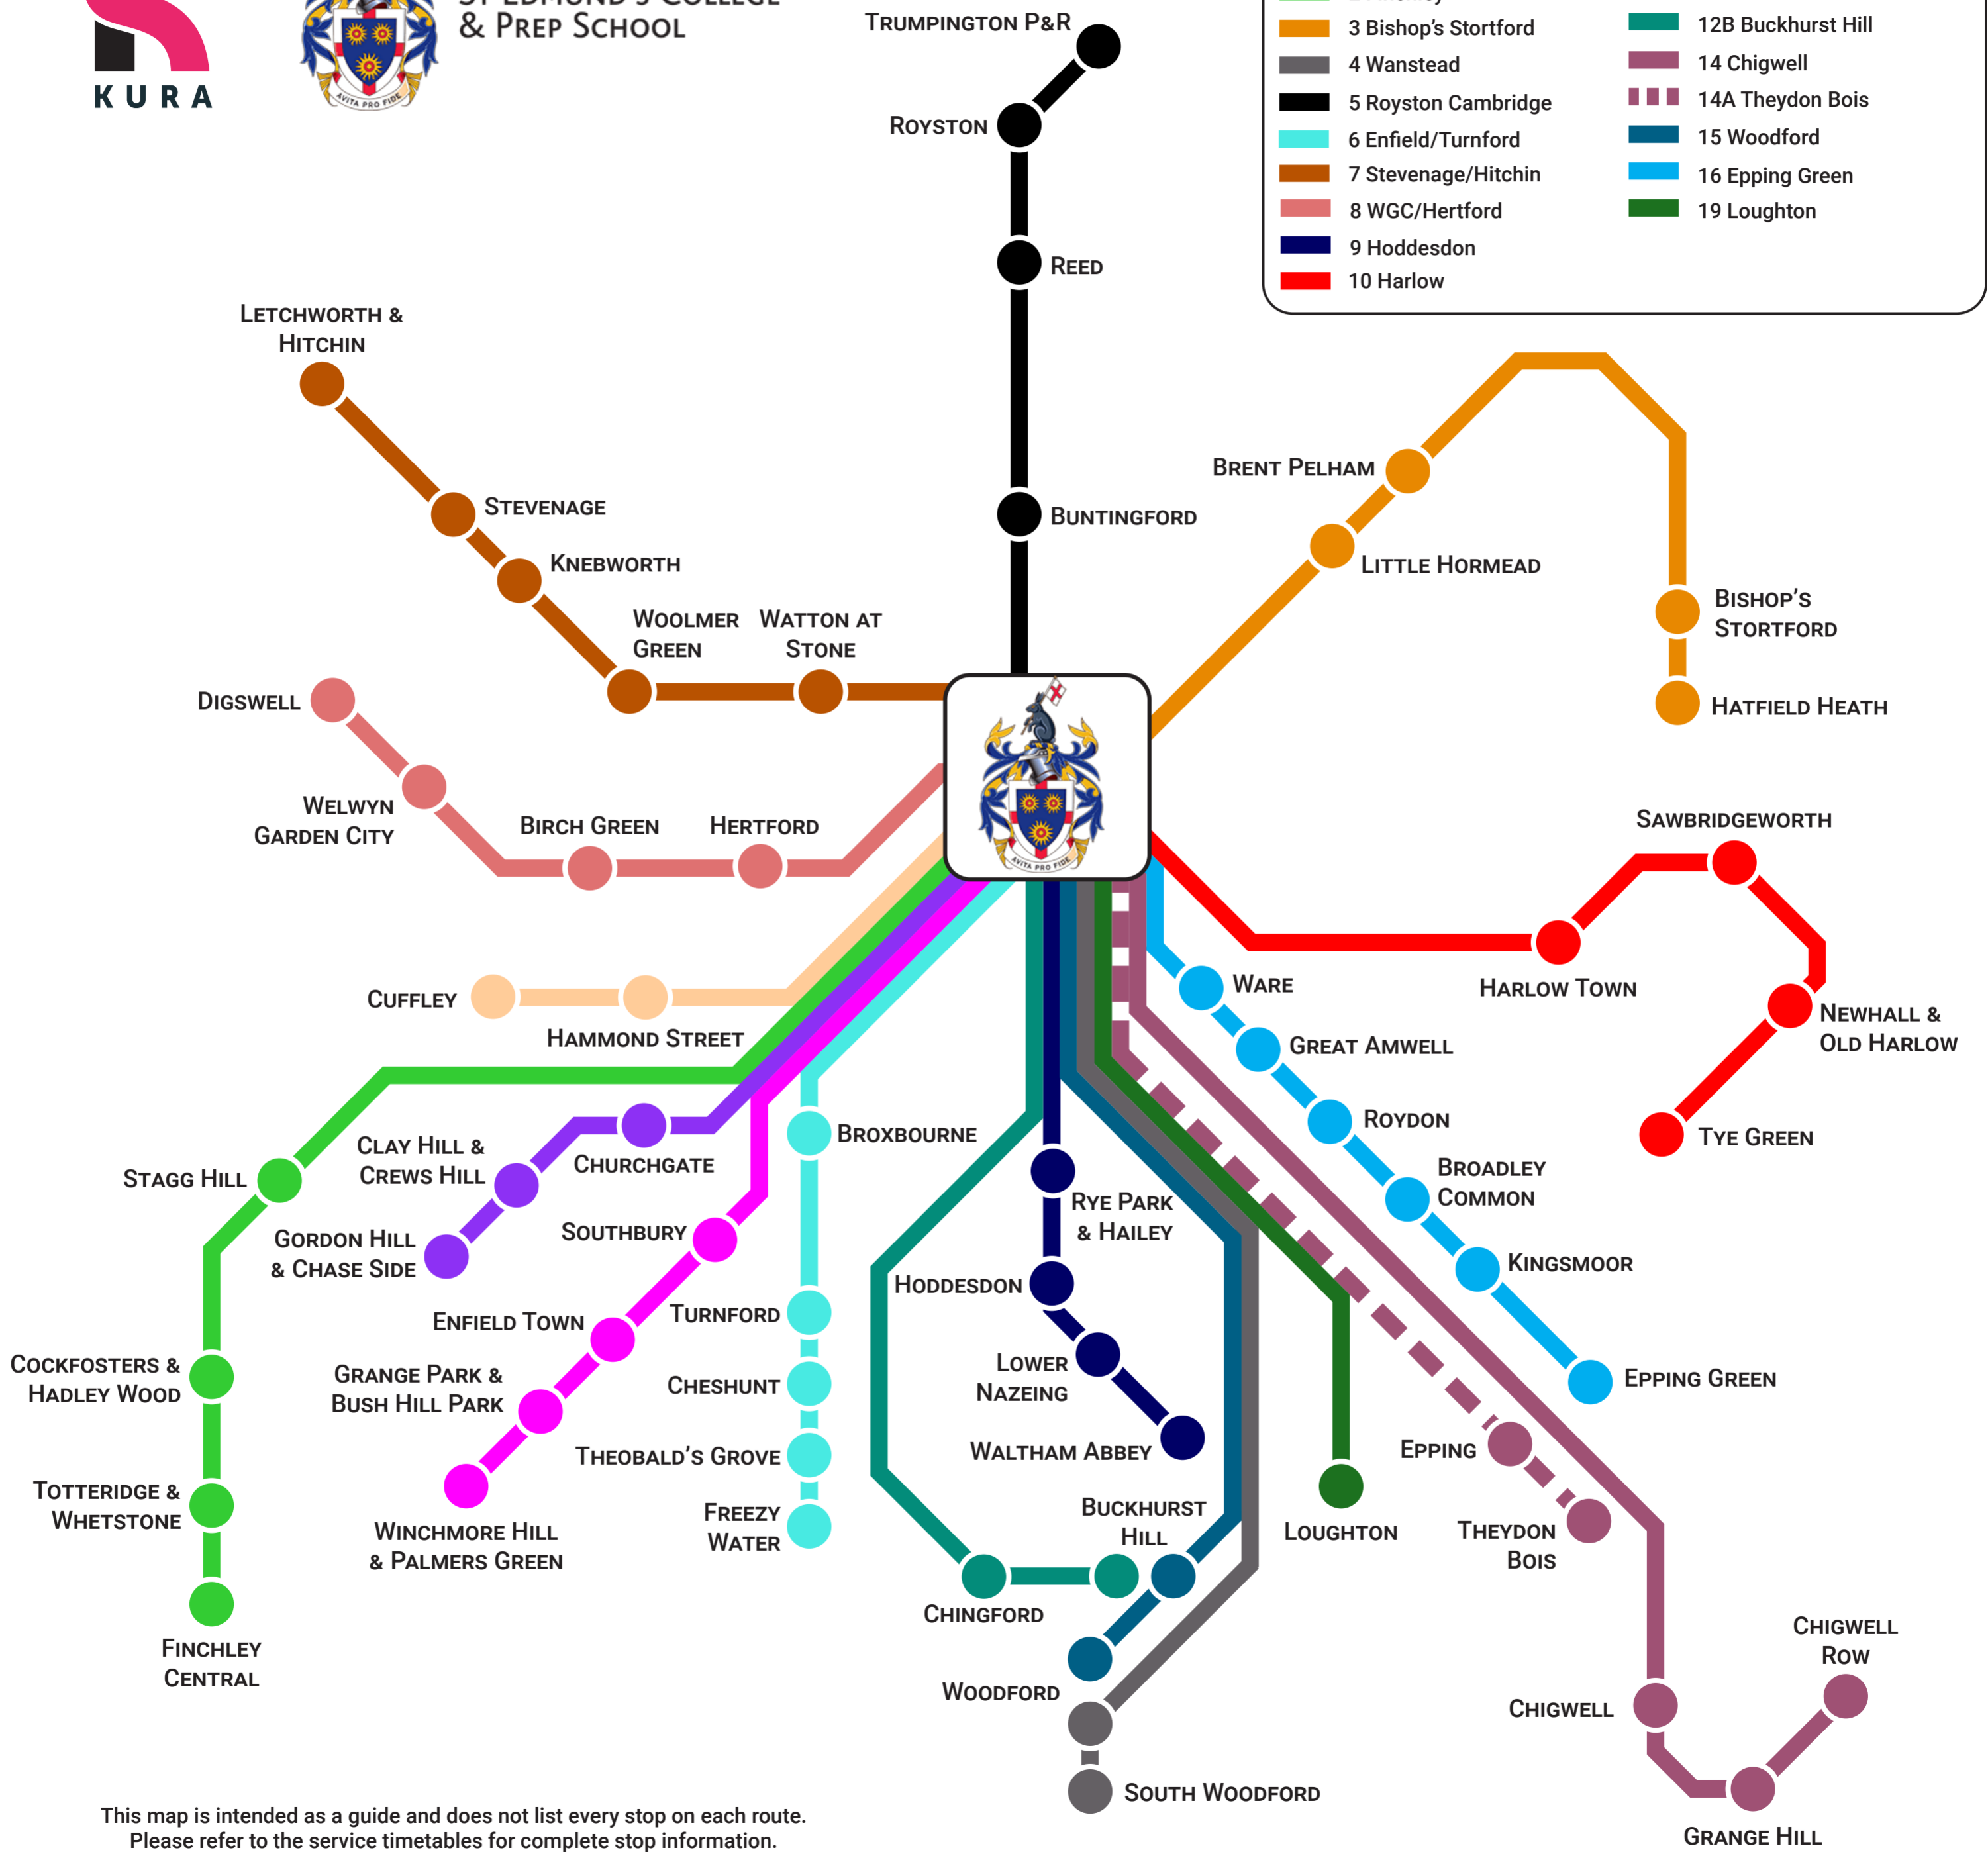 KURA
ST EDMUND'S COLLEGE
& PREP SCHOOL
AVITA PRO FIDE
3 Bishop's Stortford
4 Wanstead
5 Royston Cambridge
6 Enfield/Turnford
7 Stevenage/Hitchin
8 WGC/Hertford
9 Hoddesdon
10 Harlow
12B Buckhurst Hill
14 Chigwell
14A Theydon Bois
15 Woodford
16 Epping Green
19 Loughton
TRUMPINGTON P&R
ROYSTON
REED
BUNTINGFORD
LETCHWORTH &
HITCHIN
STEVENAGE
KNEBWORTH
WOOLMER
GREEN
WATTON AT
STONE
BRENT PELHAM
LITTLE HORMEAD
BISHOP'S
STORTFORD
HATFIELD HEATH
DIGSWELL
WELWYN
GARDEN CITY
BIRCH GREEN
HERTFORD
AVITA PRO FIDE
SAWBRIDGEWORTH
HARLOW TOWN
NEWHALL &
OLD HARLOW
TYE GREEN
CUFFLEY
HAMMOND STREET
WARE
GREAT AMWELL
ROYDON
BROADLEY
COMMON
KINGSMOOR
EPPING GREEN
STAGG HILL
COCKFOSTERS &
HADLEY WOOD
TOTTERIDGE &
WHETSTONE
FINCHLEY
CENTRAL
CLAY HILL &
CREWS HILL
CHURCHGATE
GORDON HILL
& CHASE SIDE
SOUTHBURY
ENFIELD TOWN
GRANGE PARK &
BUSH HILL PARK
WINCHMORE HILL
& PALMERS GREEN
BROXBOURNE
TURNFORD
CHESHUNT
THEOBALD'S GROVE
FREEZY
WATER
RYE PARK
& HAILEY
HODDESDON
LOWER
NAZEING
WALTHAM ABBEY
BUCKHURST
HILL
CHINGFORD
WOODFORD
SOUTH WOODFORD
LOUGHTON
EPPING
THEYDON
BOIS
CHIGWELL
CHIGWELL
ROW
GRANGE HILL
This map is intended as a guide and does not list every stop on each route.
Please refer to the service timetables for complete stop information.